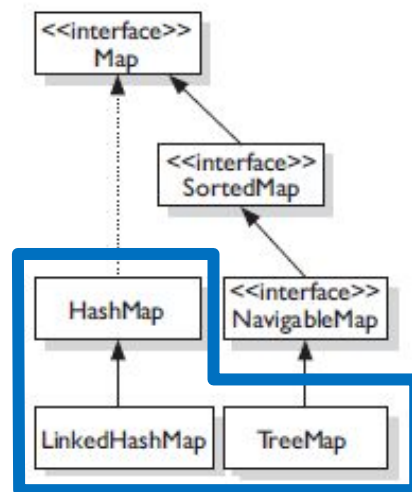 <<interface>>
Map
<<interface>>
SortedMap
HashMap
<<interface>>
NavigableMap
LinkedHashMap
TreeMap